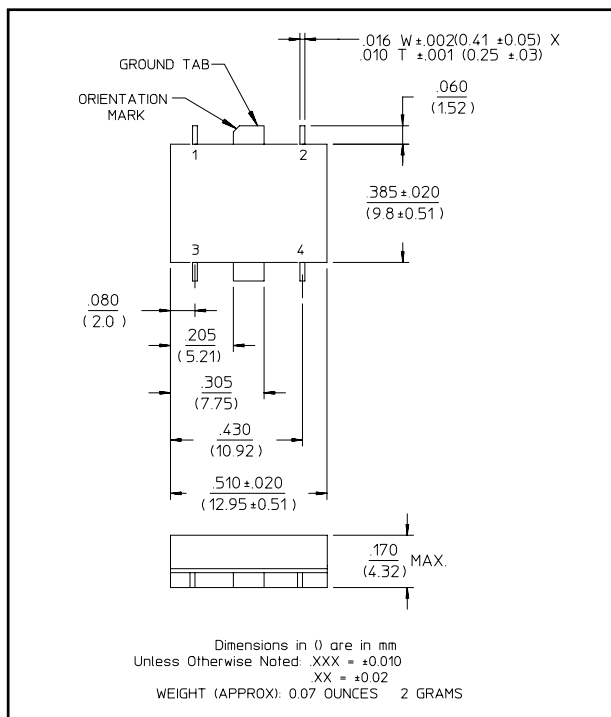 .016 W ±.002(0.41 ±0.05) X
.010 T ±.001 (0.25 ±.03)
GROUND TAB
ORIENTATION
MARK
.060
(1.52)
1
2
.385±.020
(9.8 ±0.51)
3
4
.080
( 2.0 )
.205
( 5.21)
.305
(7.75)
.430
(10.92)
.510±.020
(12.95 ±0.51)
.170
(4.32)
MAX.
Dimensions in () are in mm
Unless Otherwise Noted: .XXX = ±0.010
.XX = ±0.02
WEIGHT (APPROX): 0.07 OUNCES 2 GRAMS